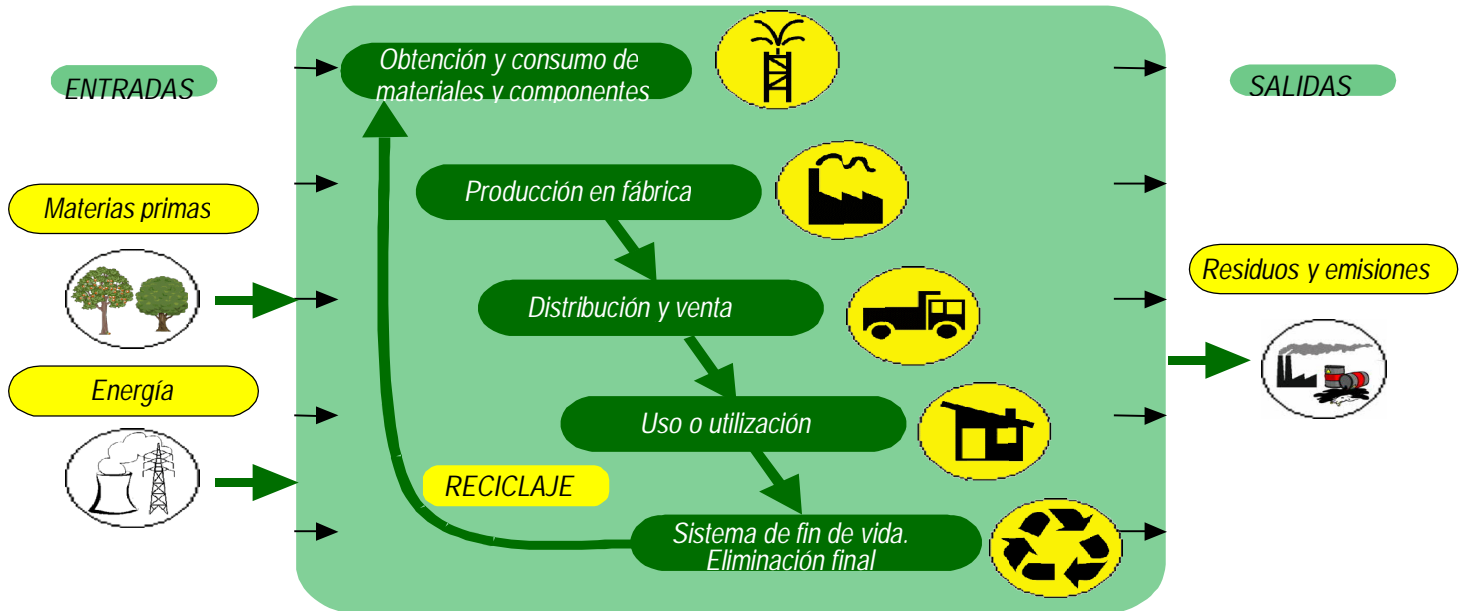 ENTRADAS
Materias primas
Energía
Obtención y consumo de
materiales y componentes
Producción en fábrica
Distribución y venta
Uso o utilización
RECICLAJE
Sistema de fin de vida.
Eliminación final
SALIDAS
Residuos y emisiones